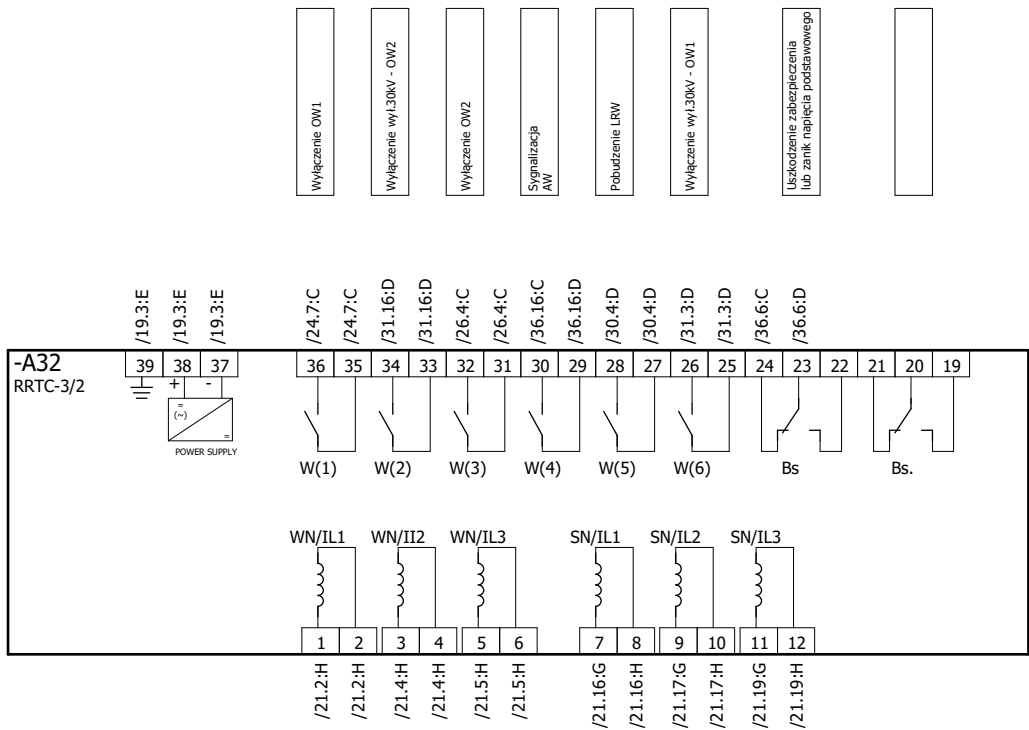 Wyłączenie OW1
Wyłączenie wył.30kV - OW2
Wyłączenie OW2
Sygnalizacja
AW
Pobudzenie LRW
Wyłączenie wył.30kV - OW1
Uszkodzenie zabezpieczenia
lub zanik napięcia podstawowego
/19.3:E /19.3:E /19.3:E /24.7:C /24.7:C /31.16:D /31.16:D /26.4:C /26.4:C /36.16:C /36.16:D /30.4:D /30.4:D /31.3:D /31.3:D /36.6:C /36.6:D
-A32 39 38 37 36 35 34 33 32 31 30 29 28 27 26 25 24 23 22 21 20 19
RRTC-3/2
+ -
=
(~)
=
POWER SUPPLY
W(1) W(2) W(3) W(4) W(5) W(6) Bs Bs.
WN/IL1 WN/II2 WN/IL3 SN/IL1 SN/IL2 SN/IL3
1 2 3 4 5 6 7 8 9 10 11 12
/21.2:H /21.2:H /21.4:H /21.4:H /21.5:H /21.5:H /21.16:G /21.16:H /21.17:G /21.17:H /21.19:G /21.19:H